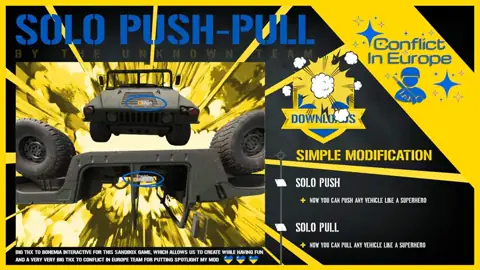 SOLO PUSH-PULL
BY THE UNKNOWN TEAM
Conflict
In Europe
DOWNLOADS
SIMPLE MODIFICATION
SOLO PUSH
NOW YOU CAN PUSH ANY VEHICLE LIKE A SUPERHERO
SOLO PULL
NOW YOU CAN PULL ANY VEHICLE LIKE A SUPERHERO
BIG THX TO BOHEMIA INTERACTIVE FOR THIS SANDBOX GAME, WHICH ALLOWS US TO CREATE WHILE HAVING FUN
AND A VERY VERY BIG THX TO CONFLICT IN EUROPE TEAM FOR PUTTING SPOTLIGHT MY MOD